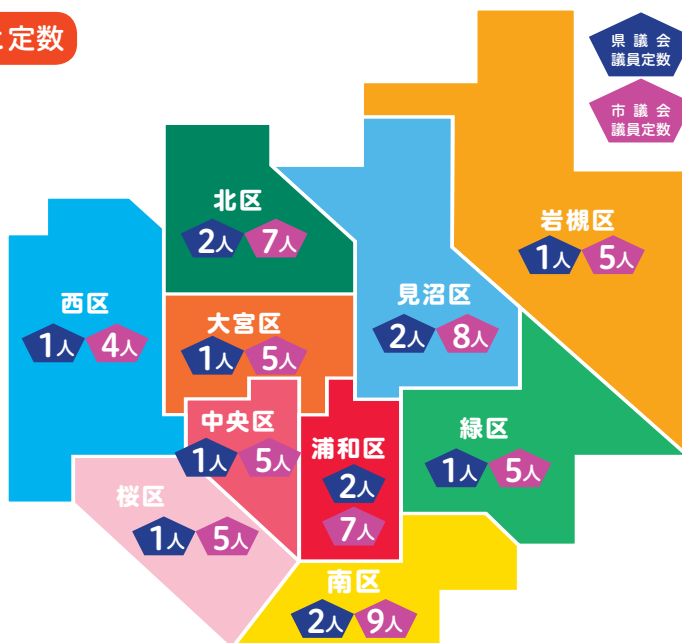 と定数
県議会
議員定数
市議会
議員定数
北区
2人 7人
岩槻区
1人 5人
西区
1人 4人
見沼区
2人 8人
大宮区
1人 5人
中央区
1人 5人
浦和区
2人
7人
緑区
1人 5人
桜区
1人 5人
南区
2人 9人